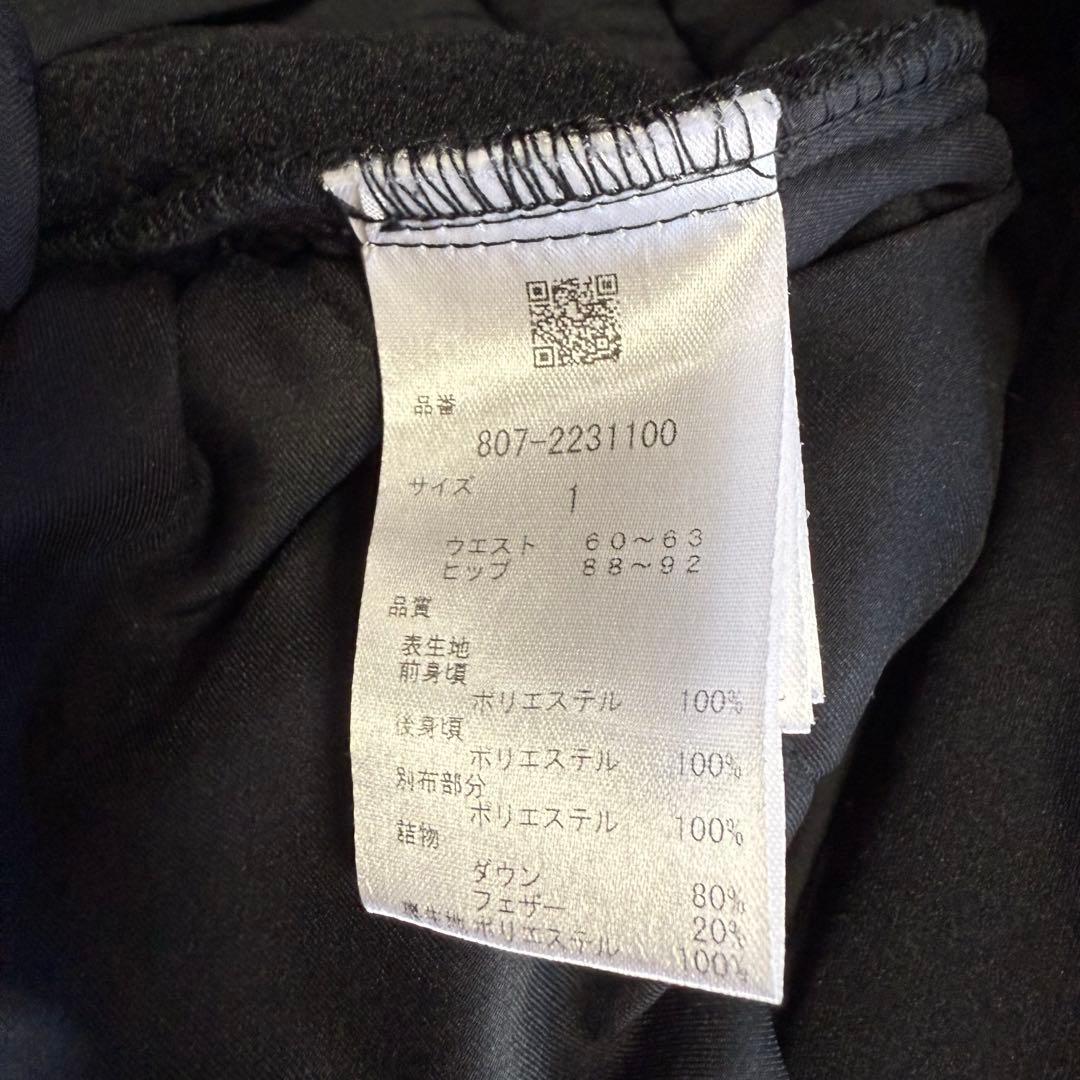 品番
807-2231100
サイズ 1
ウエスト 60～63
ヒップ 88～92
品質
表生地
前身頃
ポリエステル 100%
後身頃
ポリエステル 100%
別布部分
ポリエステル 100%
詰物
ダウン 80%
フェザー 20%
ポリエステル 100%